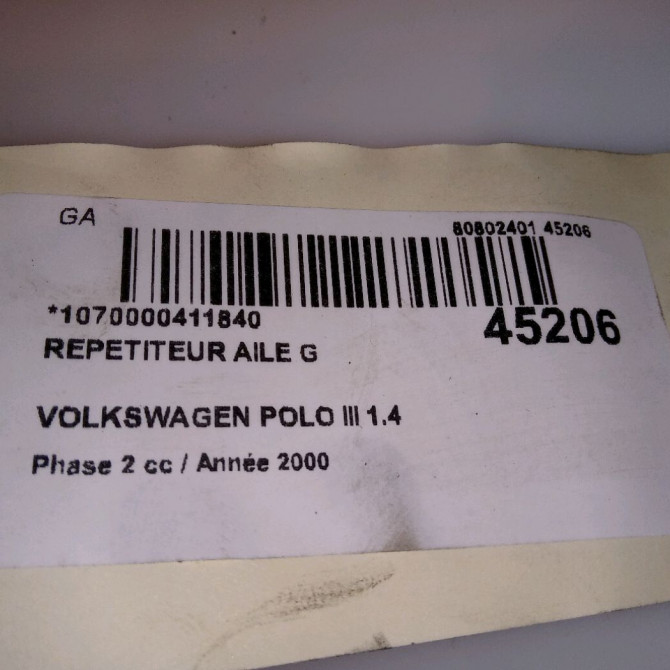 GA
80802401 45206
*1070000411840
45206
REPETITEUR AILE G
VOLKSWAGEN POLO III 1.4
Phase 2 cc / Année 2000